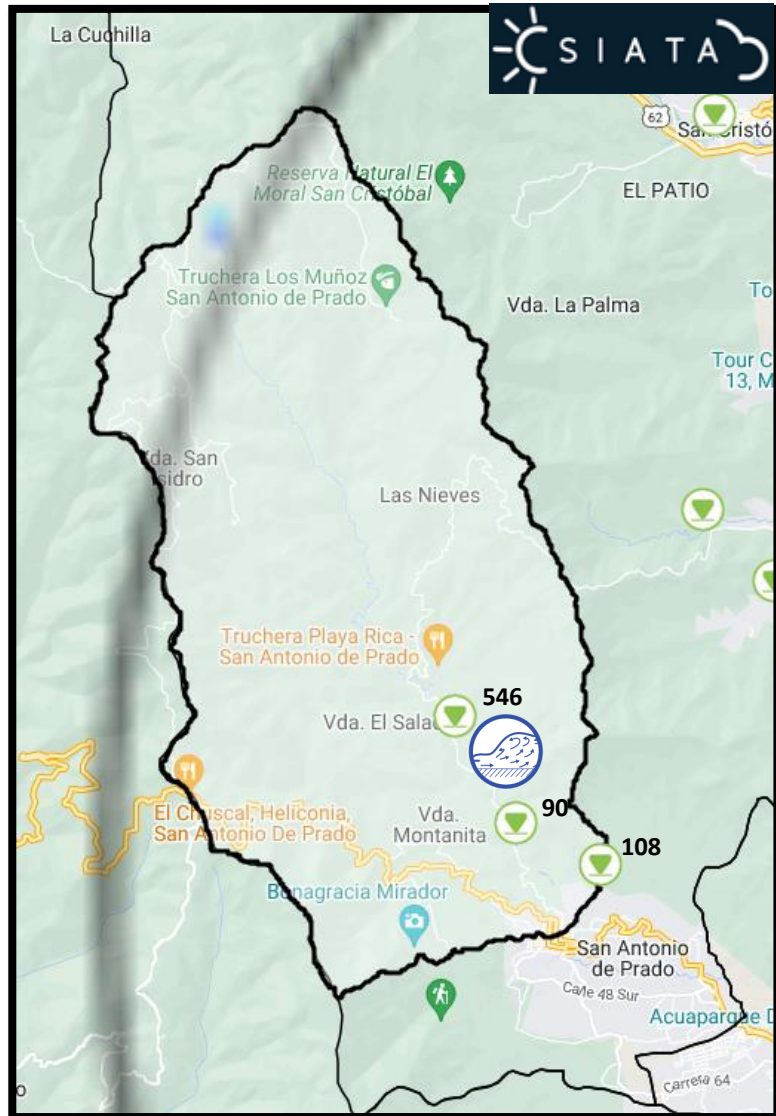 La Cuchilla
SIATA
62
San Cristó
Reserva Natural El
Moral San Cristóbal
EL PATIO
Truchera Los Muñoz
San Antonio de Prado
Vda. La Palma
To
Tour C
13, M
Vda. San
Isidro
Las Nieves
Truchera Playa Rica -
San Antonio de Prado
546
Vda. El Salad
90
Vda.
Montanita
108
El Chuscal, Heliconia,
San Antonio De Prado
Bonagracia Mirador
San Antonio
de Prado
Calle 48 Sur
Acuaparque D
Carrera 64
o